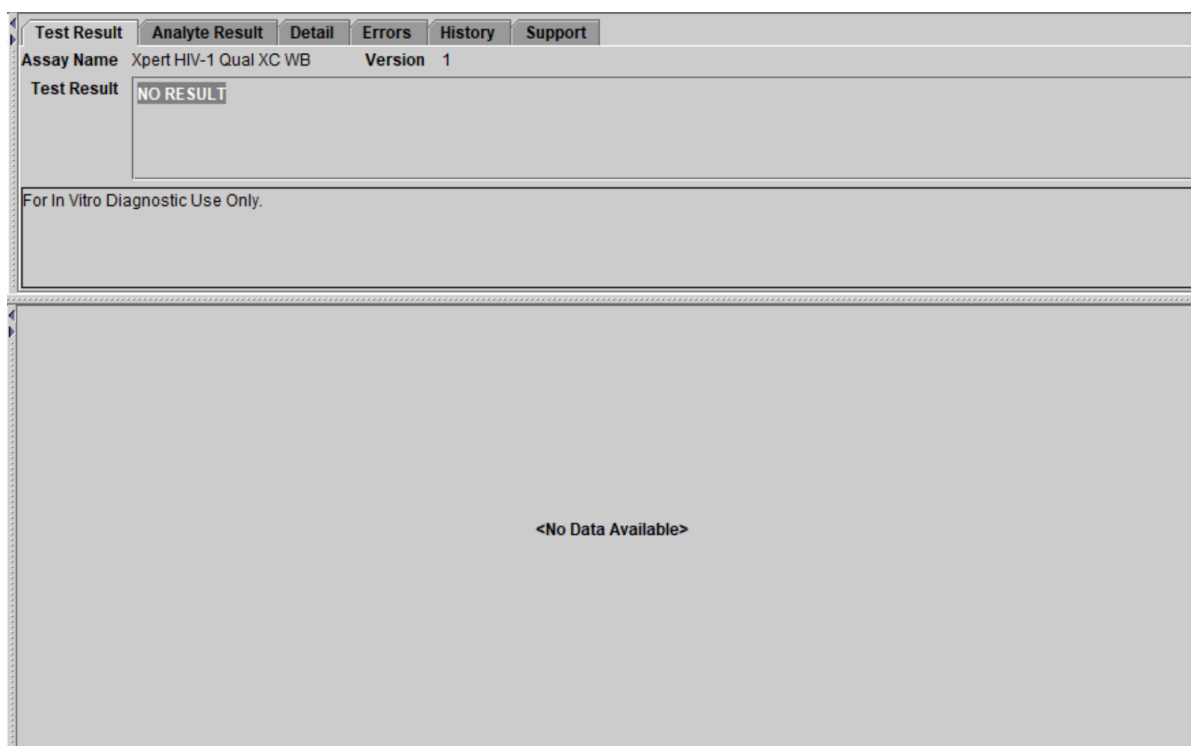 Test Result Analyte Result Detail Errors History Support
Assay Name Xpert HIV-1 Qual XC WB Version 1
Test Result NO RESULT
For In Vitro Diagnostic Use Only.
<No Data Available>